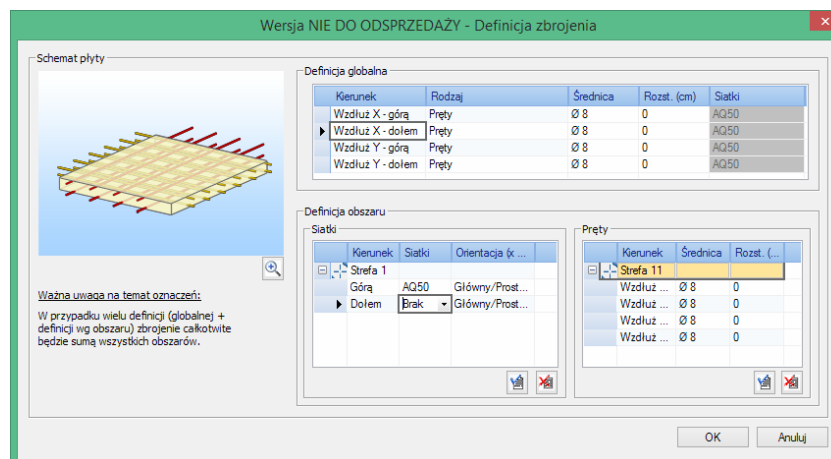 Wersja NIE DO ODSPRZEDAŻY - Definicja zbrojenia
Schemat płyty
Ważna uwaga na temat oznaczeń:
W przypadku wielu definicji (globalnej +
definicji wg obszaru) zbrojenie całkotwite
będzie sumą wszystkich obszarów.
Definicja globalna
Kierunek Rodzaj Średnica Rozst. (cm) Siatki
Wzdłuż X - górą Pręty Ø 8 0 AQ50
Wzdłuż X - dołem Pręty Ø 8 0 AQ50
Wzdłuż Y - górą Pręty Ø 8 0 AQ50
Wzdłuż Y - dołem Pręty Ø 8 0 AQ50
Definicja obszaru
Siatki
Kierunek Siatki Orientacja (x ...
Strefa 1
Górą AQ50 Główny/Prost...
Dołem Brak Główny/Prost...
Pręty
Kierunek Średnica Rozst. (...
Strefa 11
Wzdłuż ... Ø 8 0
Wzdłuż ... Ø 8 0
Wzdłuż ... Ø 8 0
Wzdłuż ... Ø 8 0
OK Anuluj